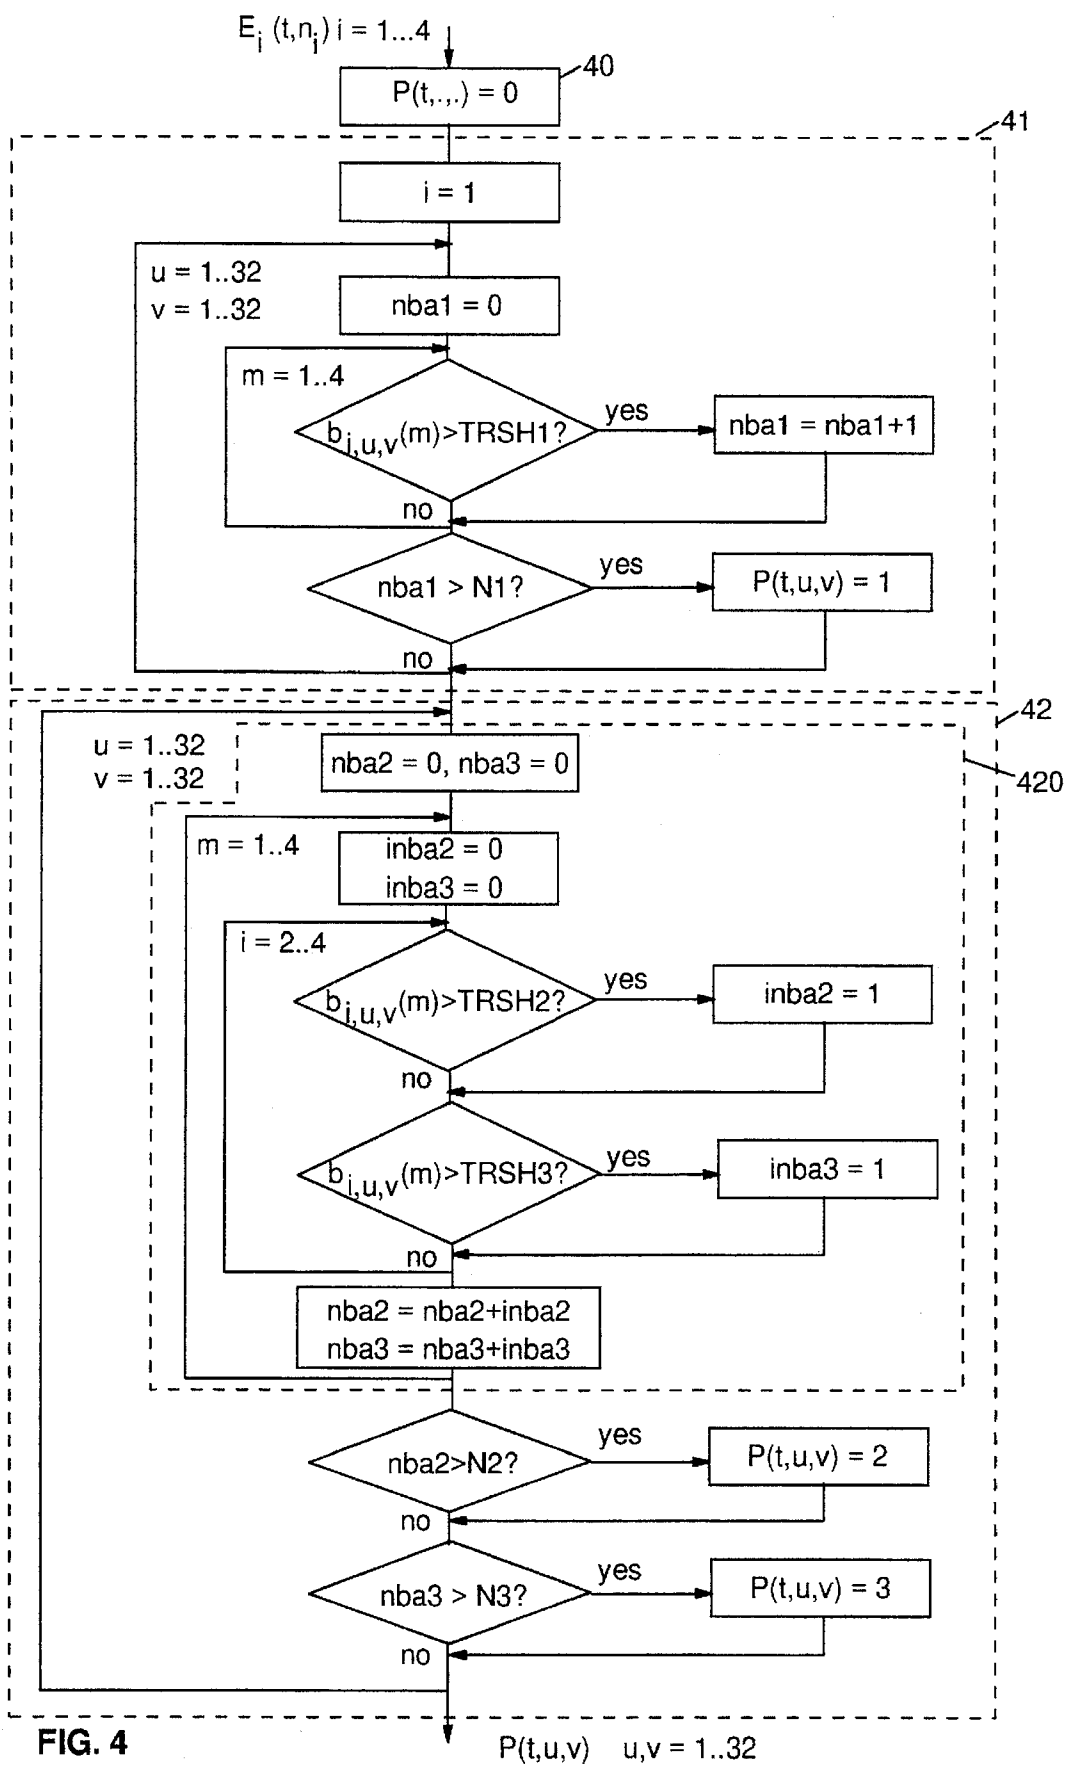 E_i (t,n_i) i = 1...4
40
P(t,.,.) = 0
41
i = 1
u = 1..32
v = 1..32
nba1 = 0
m = 1..4
b_i,u,v(m)>TRSH1?
yes
nba1 = nba1+1
no
nba1 > N1?
yes
P(t,u,v) = 1
no
42
u = 1..32
v = 1..32
nba2 = 0, nba3 = 0
420
m = 1..4
inba2 = 0
inba3 = 0
i = 2..4
b_i,u,v(m)>TRSH2?
yes
inba2 = 1
no
b_i,u,v(m)>TRSH3?
yes
inba3 = 1
no
nba2 = nba2+inba2
nba3 = nba3+inba3
nba2>N2?
yes
P(t,u,v) = 2
no
nba3 > N3?
yes
P(t,u,v) = 3
no
FIG. 4
P(t,u,v) u,v = 1..32